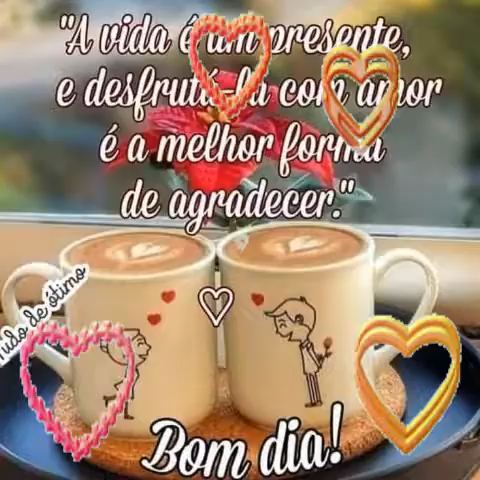 "A vida é um presente,
e desfrutá-la com amor
é a melhor forma
de agradecer."
Tudo de ótimo
Bom dia!